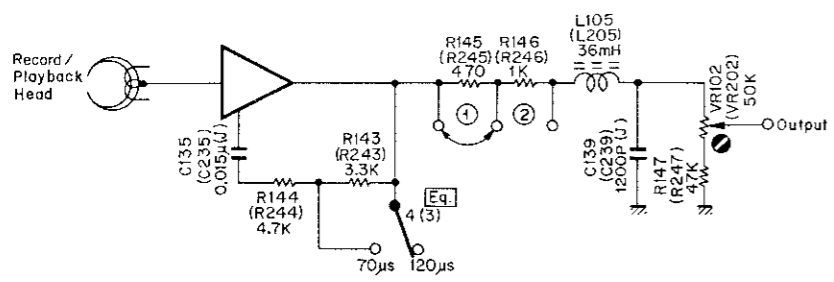 Record /
Playback
Head
R145
(R245)
470
R146
(R246)
1K
L105
(L205)
36mH
VR102
(VR202)
50K
Output
1
2
C135
(C235)
0.015μ(J)
R143
(R243)
3.3K
R144
(R244)
4.7K
Eq.
4(3)
70μs
120μs
C139
(C239)
1200P(J)
R147
(R247)
47K